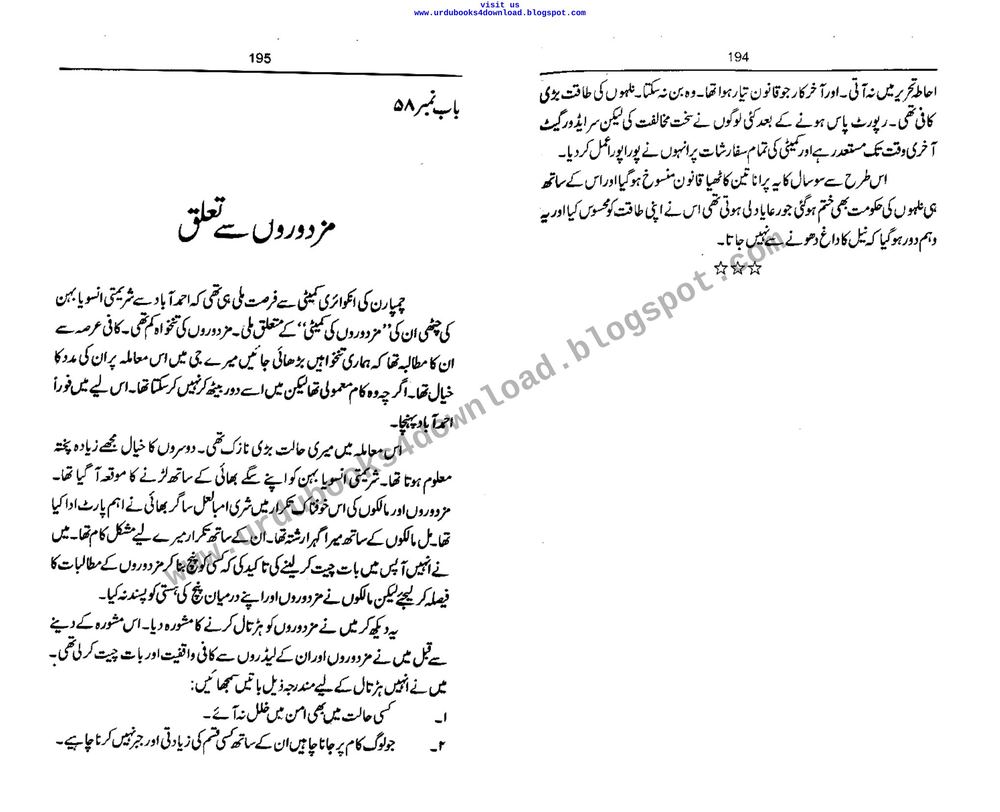 visit us
www.urdubooks4download.blogspot.com
194
احاطہ تحریر میں نہ آتی۔ اور آخر کار جو قانون تیار ہوا تھا۔ وہ بن نہ سکتا۔ نلہوں کی طاقت بڑی
کافی تھی۔ رپورٹ پاس ہونے کے بعد کئی لوگوں نے سخت مخالفت کی لیکن سر ایڈورگیٹ
آخری وقت تک مستعد رہے اور کمیٹی کی تمام سفارشات پر انہوں نے پورا پورا عمل کر دیا۔
اس طرح سے سو سال کا یہ پرانا تین کاٹھیا قانون منسوخ ہو گیا اور اس کے ساتھ
ہی نلہوں کی حکومت بھی ختم ہو گئی جو رعایا دلی ہوتی تھی اس نے اپنی طاقت کو محسوس کیا اور یہ
وہم دور ہو گیا کہ نیل کا داغ دھونے سے نہیں جاتا۔
☆☆☆
195
باب نمبر ۵۸
مزدوروں سے تعلق
چمپارن کی انکوائری کمیٹی سے فرصت ملی ہی تھی کہ احمد آباد سے شریمتی انسویا بہن
کی چٹھی ان کی ’’مزدوروں کی کمیٹی‘‘ کے متعلق ملی۔ مزدوروں کی تنخواہ کم تھی۔ کافی عرصہ سے
ان کا مطالبہ تھا کہ ہماری تنخواہیں بڑھائی جائیں میرے جی میں اس معاملہ پر ان کی مدد کا
خیال تھا۔ اگر چہ وہ کام معمولی تھا لیکن میں اسے دور بیٹھ کر نہیں کر سکتا تھا۔ اس لیے میں فوراً
احمد آباد پہنچا۔
اس معاملہ میں میری حالت بڑی نازک تھی۔ دوسروں کا خیال مجھے زیادہ پختہ
معلوم ہوتا تھا۔ شریمتی انسویا بہن کو اپنے سگے بھائی کے ساتھ لڑنے کا موقعہ آ گیا تھا۔
مزدوروں اور مالکوں کی اس خوفناک تکرار میں شری امبالعل ساگر بھائی نے اہم پارٹ ادا کیا
تھا۔ مل مالکوں کے ساتھ میرا گہرا رشتہ تھا۔ ان کے ساتھ تکرار میرے لیے مشکل کام تھا۔ میں
نے انہیں آپس میں بات چیت کر لینے کی تاکید کی کہ کسی کو پنچ بنا کر مزدوروں کے مطالبات کا
فیصلہ کر لیجئے لیکن مالکوں نے مزدوروں اور اپنے درمیان پنچ کی ہستی کو پسند نہ کیا۔
یہ دیکھ کر میں نے مزدوروں کو ہڑتال کرنے کا مشورہ دیا۔ اس مشورہ کے دینے
سے قبل میں نے مزدوروں اور ان کے لیڈروں سے کافی واقفیت اور بات چیت کر لی تھی۔
میں نے انہیں ہڑتال کے لیے مندرجہ ذیل باتیں سمجھائیں:
۱۔ کسی حالت میں بھی امن میں خلل نہ آئے۔
۲۔ جو لوگ کام پر جانا چاہیں ان کے ساتھ کسی قسم کی زیادتی اور جبر نہیں کرنا چاہیے۔
www.urdubooks4download.blogspot.com